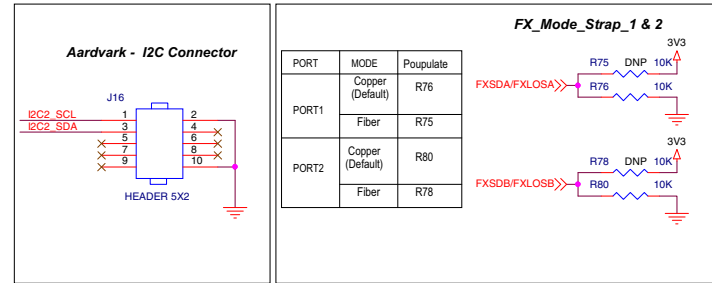 Aardvark - I2C Connector
J16
I2C2_SCL 1 2
I2C2_SDA 3 4
5 6
7 8
9 10
HEADER 5X2
FX_Mode_Strap_1 & 2
PORT MODE Poupulate
PORT1 Copper (Default) R76
Fiber R75
PORT2 Copper (Default) R80
Fiber R78
3V3
R75 DNP 10K
FXSDA/FXLOSA
R76 10K
3V3
R78 DNP 10K
FXSDB/FXLOSB
R80 10K